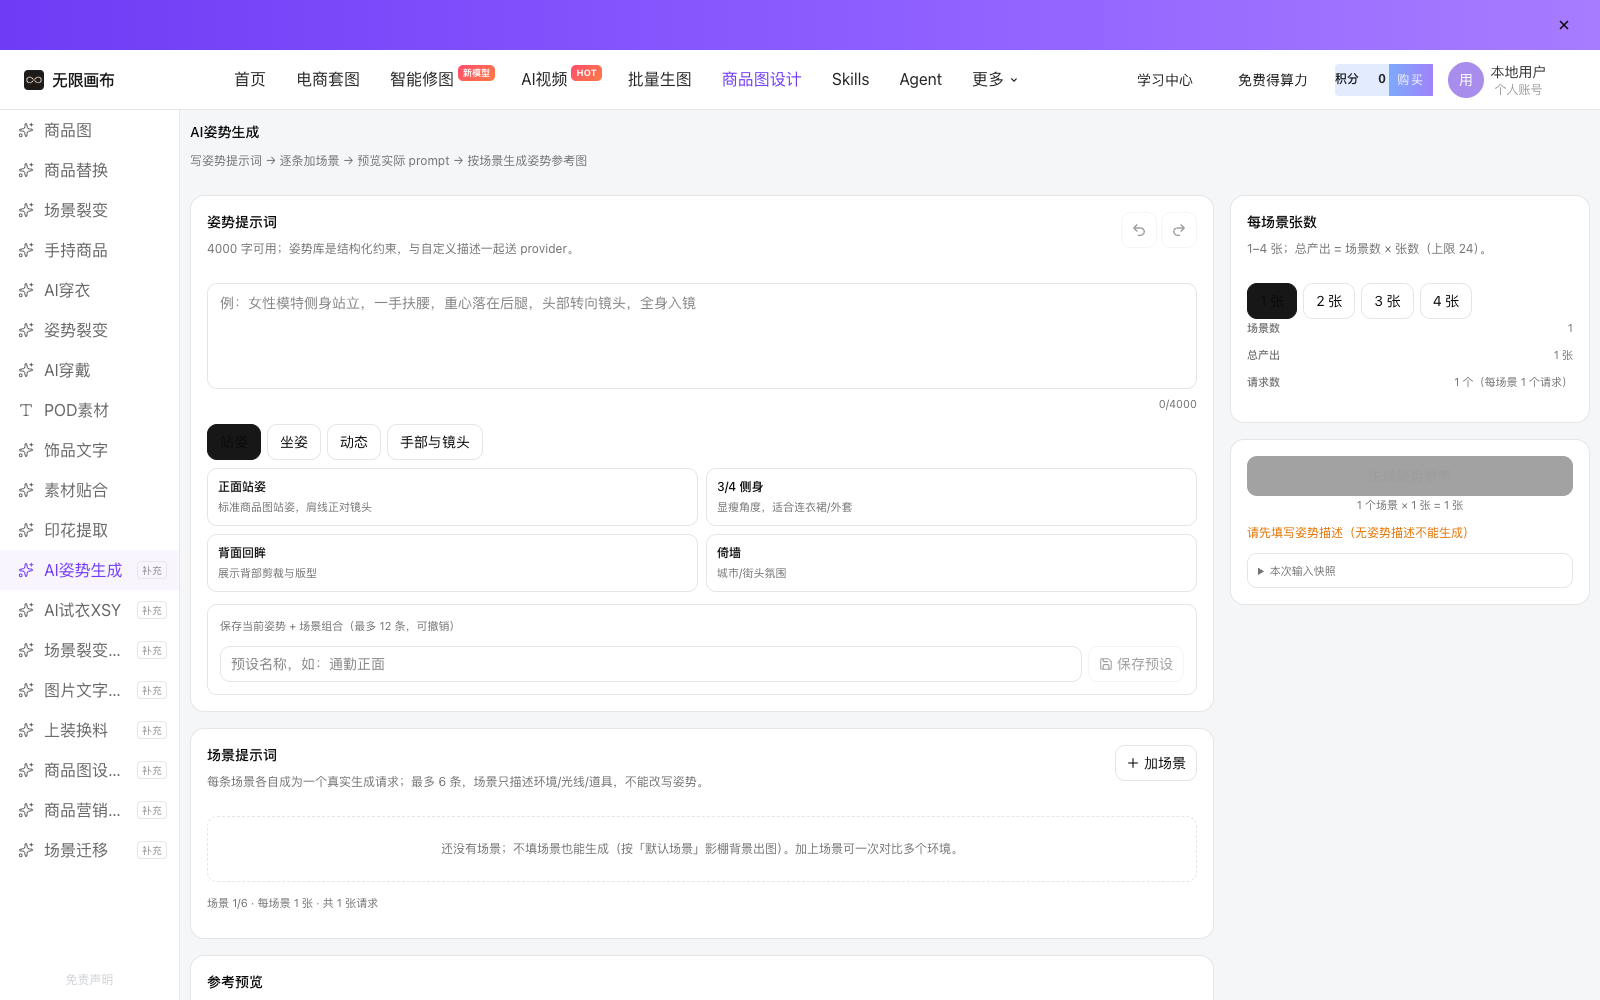 无限画布
首页
电商套图
智能修图
新模型
AI视频
HOT
批量生图
商品图设计
Skills
Agent
更多
学习中心
免费得算力
积分 0
购买
用
本地用户
个人账号
商品图
商品替换
场景裂变
手持商品
AI穿衣
姿势裂变
AI穿戴
POD素材
饰品文字
素材贴合
印花提取
AI姿势生成 补充
AI试衣XSY 补充
场景裂变... 补充
图片文字... 补充
上装换料 补充
商品图设... 补充
商品营销... 补充
场景迁移 补充
免责声明
AI姿势生成
写姿势提示词 → 逐条加场景 → 预览实际 prompt → 按场景生成姿势参考图
姿势提示词
4000 字可用；姿势库是结构化约束，与自定义描述一起送 provider。
例：女性模特侧身站立，一手扶腰，重心落在后腿，头部转向镜头，全身入镜
0/4000
站姿
坐姿
动态
手部与镜头
正面站姿
标准商品图站姿，肩线正对镜头
3/4 侧身
显瘦角度，适合连衣裙/外套
背面回眸
展示背部剪裁与版型
倚墙
城市/街头氛围
保存当前姿势 + 场景组合（最多 12 条，可撤销）
预设名称，如：通勤正面
保存预设
场景提示词
每条场景各自成为一个真实生成请求；最多 6 条，场景只描述环境/光线/道具，不能改写姿势。
加场景
还没有场景；不填场景也能生成（按「默认场景」影棚背景出图）。加上场景可一次对比多个环境。
场景 1/6 · 每场景 1 张 · 共 1 张请求
参考预览
每场景张数
1–4 张；总产出 = 场景数 × 张数（上限 24）。
1 张
2 张
3 张
4 张
场景数 1
总产出 1 张
请求数 1 个（每场景 1 个请求）
1 个场景 × 1 张 = 1 张
请先填写姿势描述（无姿势描述不能生成）
本次输入快照